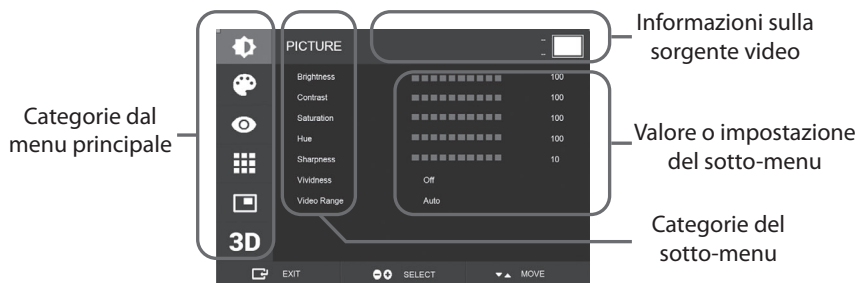 Informazioni sulla
sorgente video
PICTURE
Brightness 100
Contrast 100
Saturation 100
Hue 100
Sharpness 10
Vividness Off
Video Range Auto
3D
EXIT SELECT MOVE
Categorie dal
menu principale
Valore o impostazione
del sotto-menu
Categorie del
sotto-menu